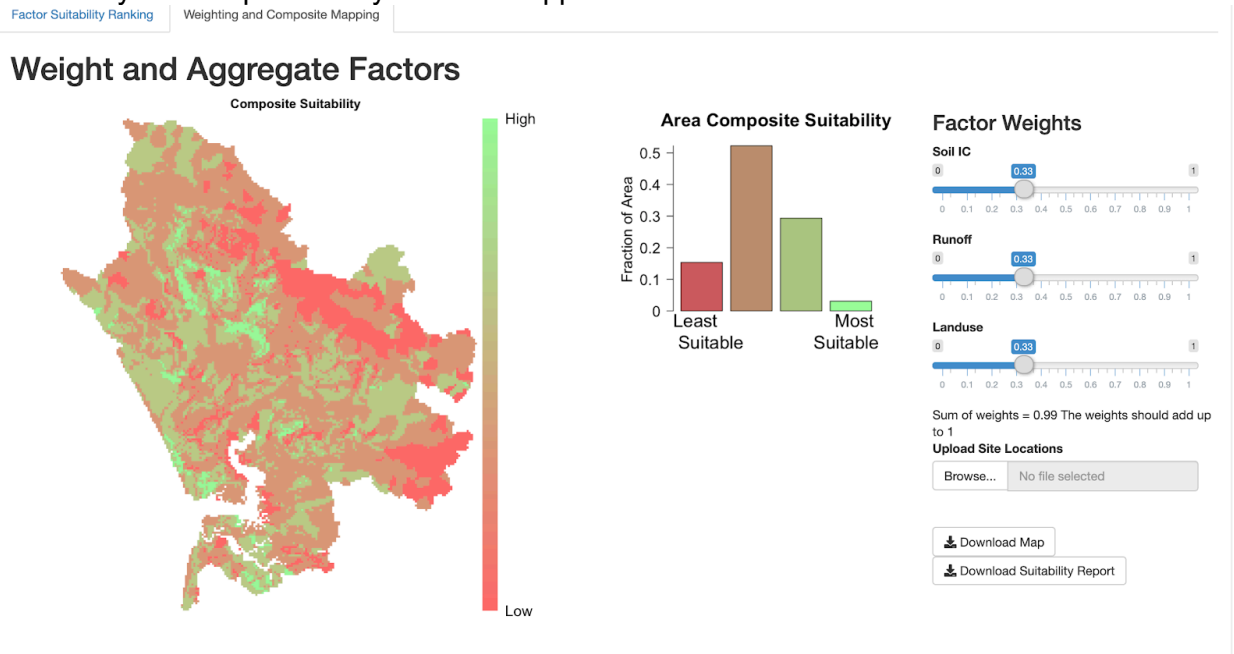 Factor Suitability Ranking
Weighting and Composite Mapping
Weight and Aggregate Factors
Composite Suitability
High
Low
Area Composite Suitability
Fraction of Area
0.5
0.4
0.3
0.2
0.1
0
Least
Suitable
Most
Suitable
Factor Weights
Soil IC
0 0.33 1
0 0.1 0.2 0.3 0.4 0.5 0.6 0.7 0.8 0.9 1
Runoff
0 0.33 1
0 0.1 0.2 0.3 0.4 0.5 0.6 0.7 0.8 0.9 1
Landuse
0 0.33 1
0 0.1 0.2 0.3 0.4 0.5 0.6 0.7 0.8 0.9 1
Sum of weights = 0.99 The weights should add up
to 1
Upload Site Locations
Browse... No file selected
Download Map
Download Suitability Report